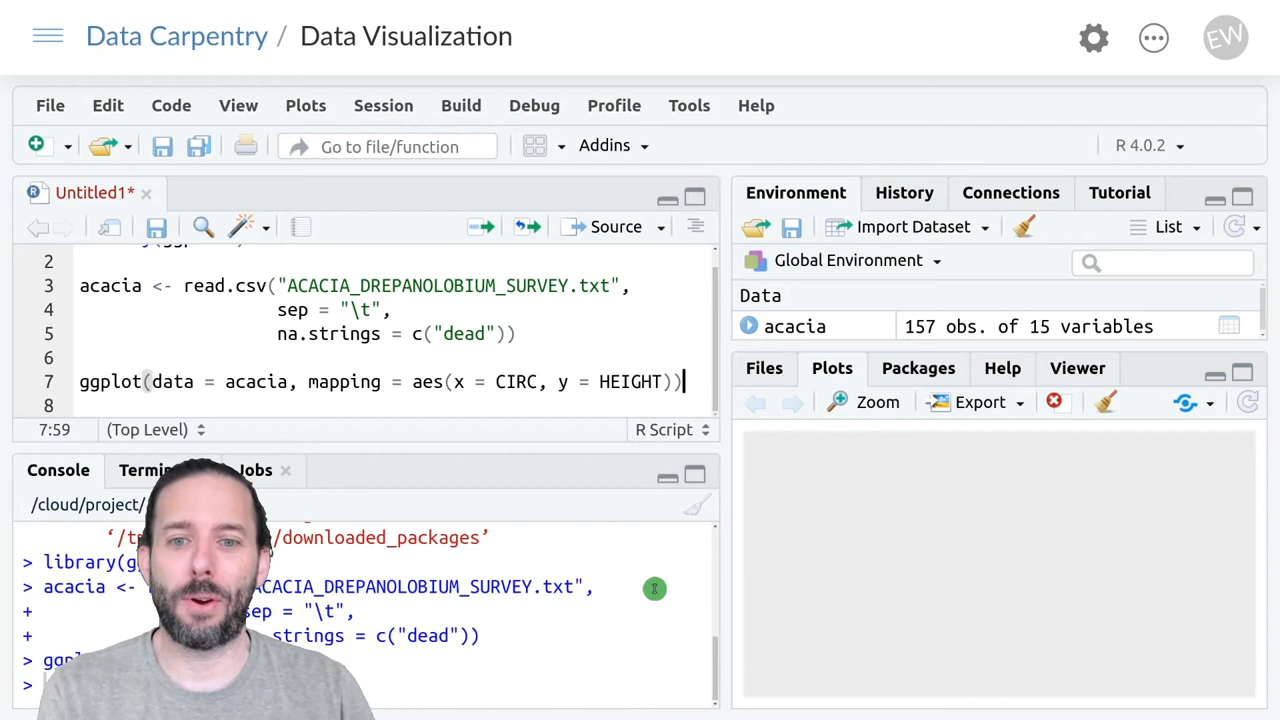 Data Carpentry / Data Visualization
EW
File Edit Code View Plots Session Build Debug Profile Tools Help
Go to file/function
Addins
R 4.0.2
Untitled1*
Source
2
3 acacia <- read.csv("ACACIA_DREPANOLOBIUM_SURVEY.txt",
4 sep = "\t",
5 na.strings = c("dead"))
6
7 ggplot(data = acacia, mapping = aes(x = CIRC, y = HEIGHT))
8
7:59 (Top Level) R Script
Console Jobs
/cloud/project/
/downloaded_packages’
> library(
> acacia <- ACACIA_DREPANOLOBIUM_SURVEY.txt",
+ sep = "\t",
+ strings = c("dead"))
>
>
Environment History Connections Tutorial
Import Dataset List
Global Environment
Data
acacia 157 obs. of 15 variables
Files Plots Packages Help Viewer
Zoom Export